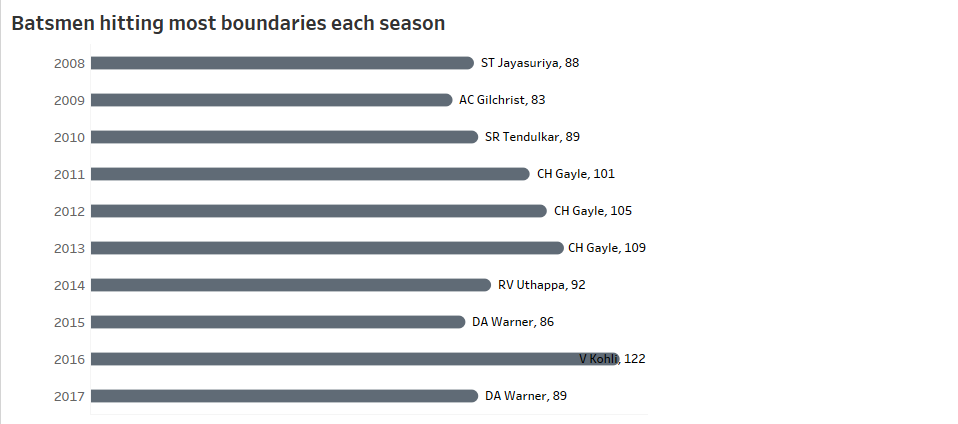 Batsmen hitting most boundaries each season
2008 ST Jayasuriya, 88
2009 AC Gilchrist, 83
2010 SR Tendulkar, 89
2011 CH Gayle, 101
2012 CH Gayle, 105
2013 CH Gayle, 109
2014 RV Uthappa, 92
2015 DA Warner, 86
2016 V Kohli, 122
2017 DA Warner, 89